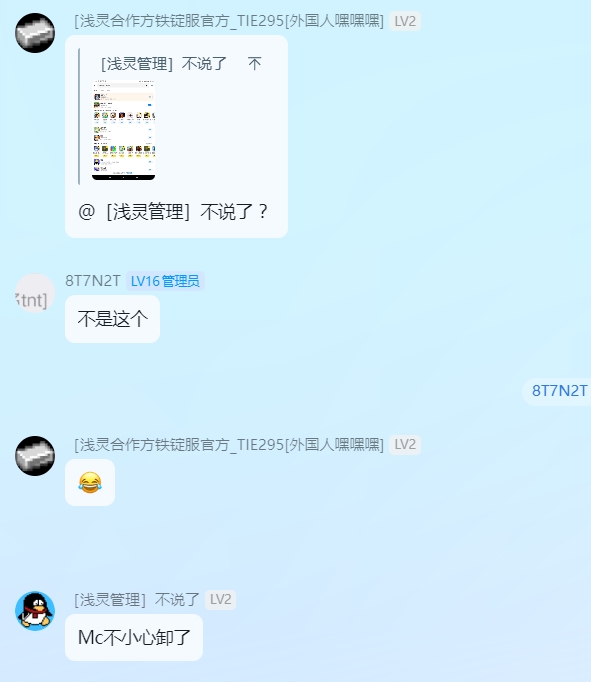 [浅灵合作方铁锭服官方_TIE295[外国人嘿嘿嘿] LV2
[浅灵管理] 不说了 不
@ [浅灵管理] 不说了？
8T7N2T LV16 管理员
tnt]
不是这个
8T7N2T
[浅灵合作方铁锭服官方_TIE295[外国人嘿嘿嘿] LV2
😂
[浅灵管理] 不说了 LV2
Mc不小心卸了